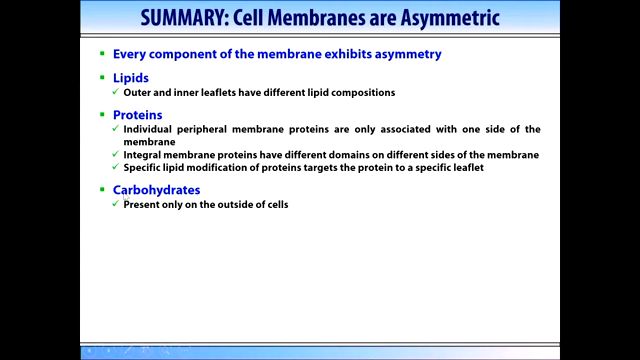 SUMMARY: Cell Membranes are Asymmetric
Every component of the membrane exhibits asymmetry
Lipids
Outer and inner leaflets have different lipid compositions
Proteins
Individual peripheral membrane proteins are only associated with one side of the
membrane
Integral membrane proteins have different domains on different sides of the membrane
Specific lipid modification of proteins targets the protein to a specific leaflet
Carbohydrates
Present only on the outside of cells